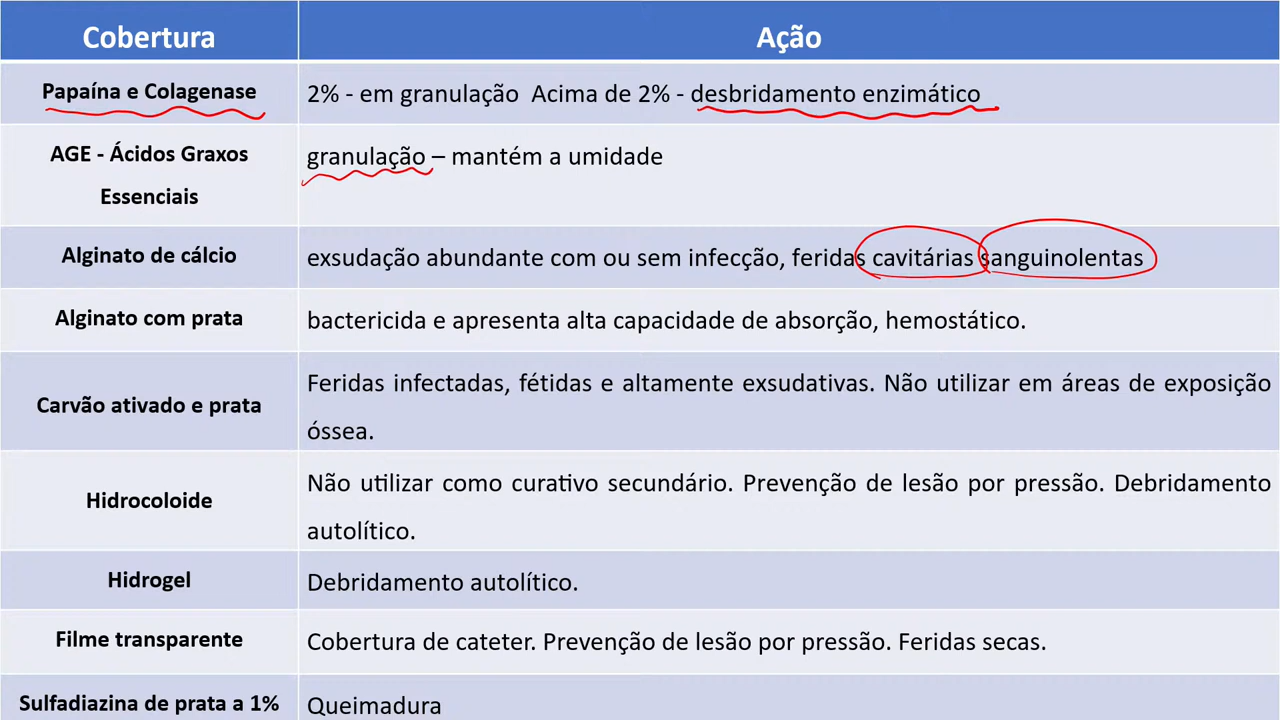 Cobertura
Ação
Papaína e Colagenase
2% - em granulação Acima de 2% - desbridamento enzimático
AGE - Ácidos Graxos
Essenciais
granulação – mantém a umidade
Alginato de cálcio
exsudação abundante com ou sem infecção, feridas cavitárias sanguinolentas
Alginato com prata
bactericida e apresenta alta capacidade de absorção, hemostático.
Carvão ativado e prata
Feridas infectadas, fétidas e altamente exsudativas. Não utilizar em áreas de exposição
óssea.
Hidrocoloide
Não utilizar como curativo secundário. Prevenção de lesão por pressão. Debridamento
autolítico.
Hidrogel
Debridamento autolítico.
Filme transparente
Cobertura de cateter. Prevenção de lesão por pressão. Feridas secas.
Sulfadiazina de prata a 1%
Queimadura